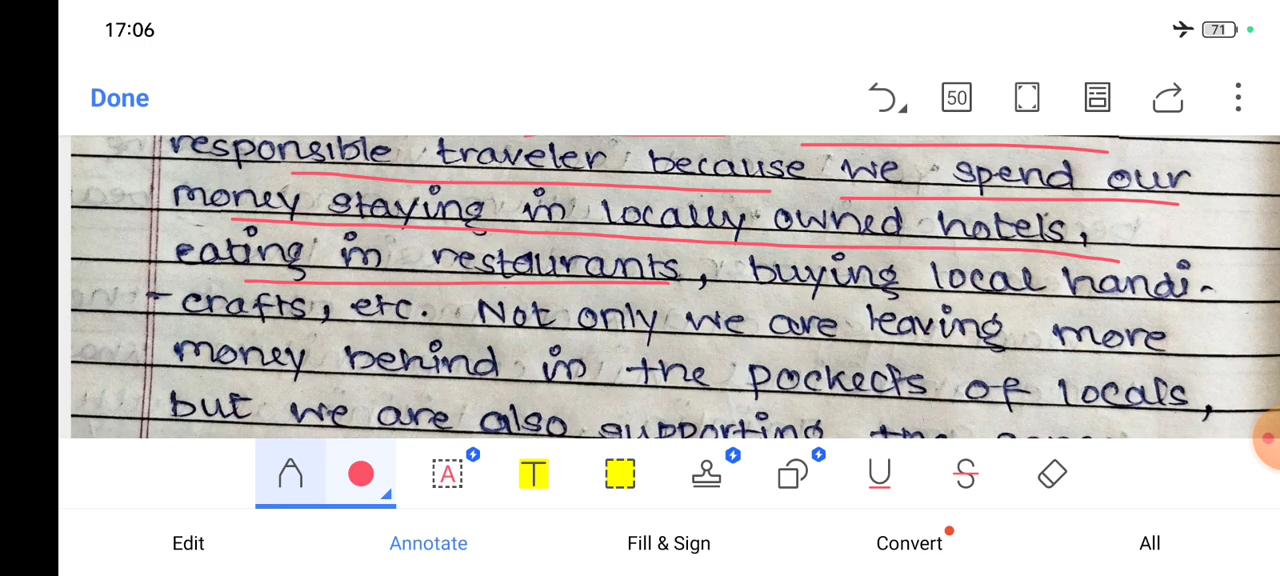 17:06
71
Done
50
responsible traveler because we spend our
money staying in locally owned hotels,
eating in restaurants, buying local handi-
-crafts, etc. Not only we are leaving more
money behind in the pockects of locals,
but we are also supporting the
A
T
U
S
Edit
Annotate
Fill & Sign
Convert
All